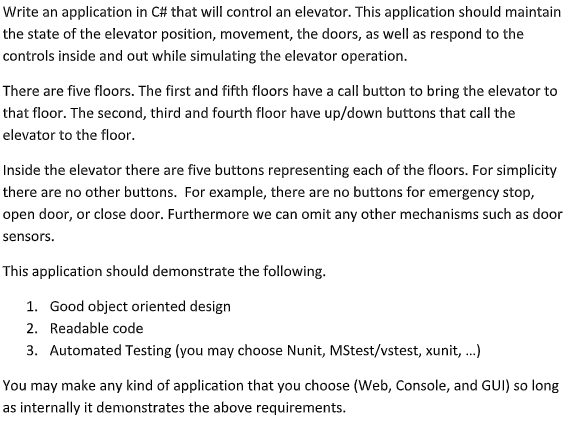 Write an application in C# that will control an elevator. This application should maintain
the state of the elevator position, movement, the doors, as well as respond to the
controls inside and out while simulating the elevator operation.
There are five floors. The first and fifth floors have a call button to bring the elevator to
that floor. The second, third and fourth floor have up/down buttons that call the
elevator to the floor.
Inside the elevator there are five buttons representing each of the floors. For simplicity
there are no other buttons.  For example, there are no buttons for emergency stop,
open door, or close door. Furthermore we can omit any other mechanisms such as door
sensors.
This application should demonstrate the following.
1. Good object oriented design
2. Readable code
3. Automated Testing (you may choose Nunit, MStest/vstest, xunit, ...)
You may make any kind of application that you choose (Web, Console, and GUI) so long
as internally it demonstrates the above requirements.